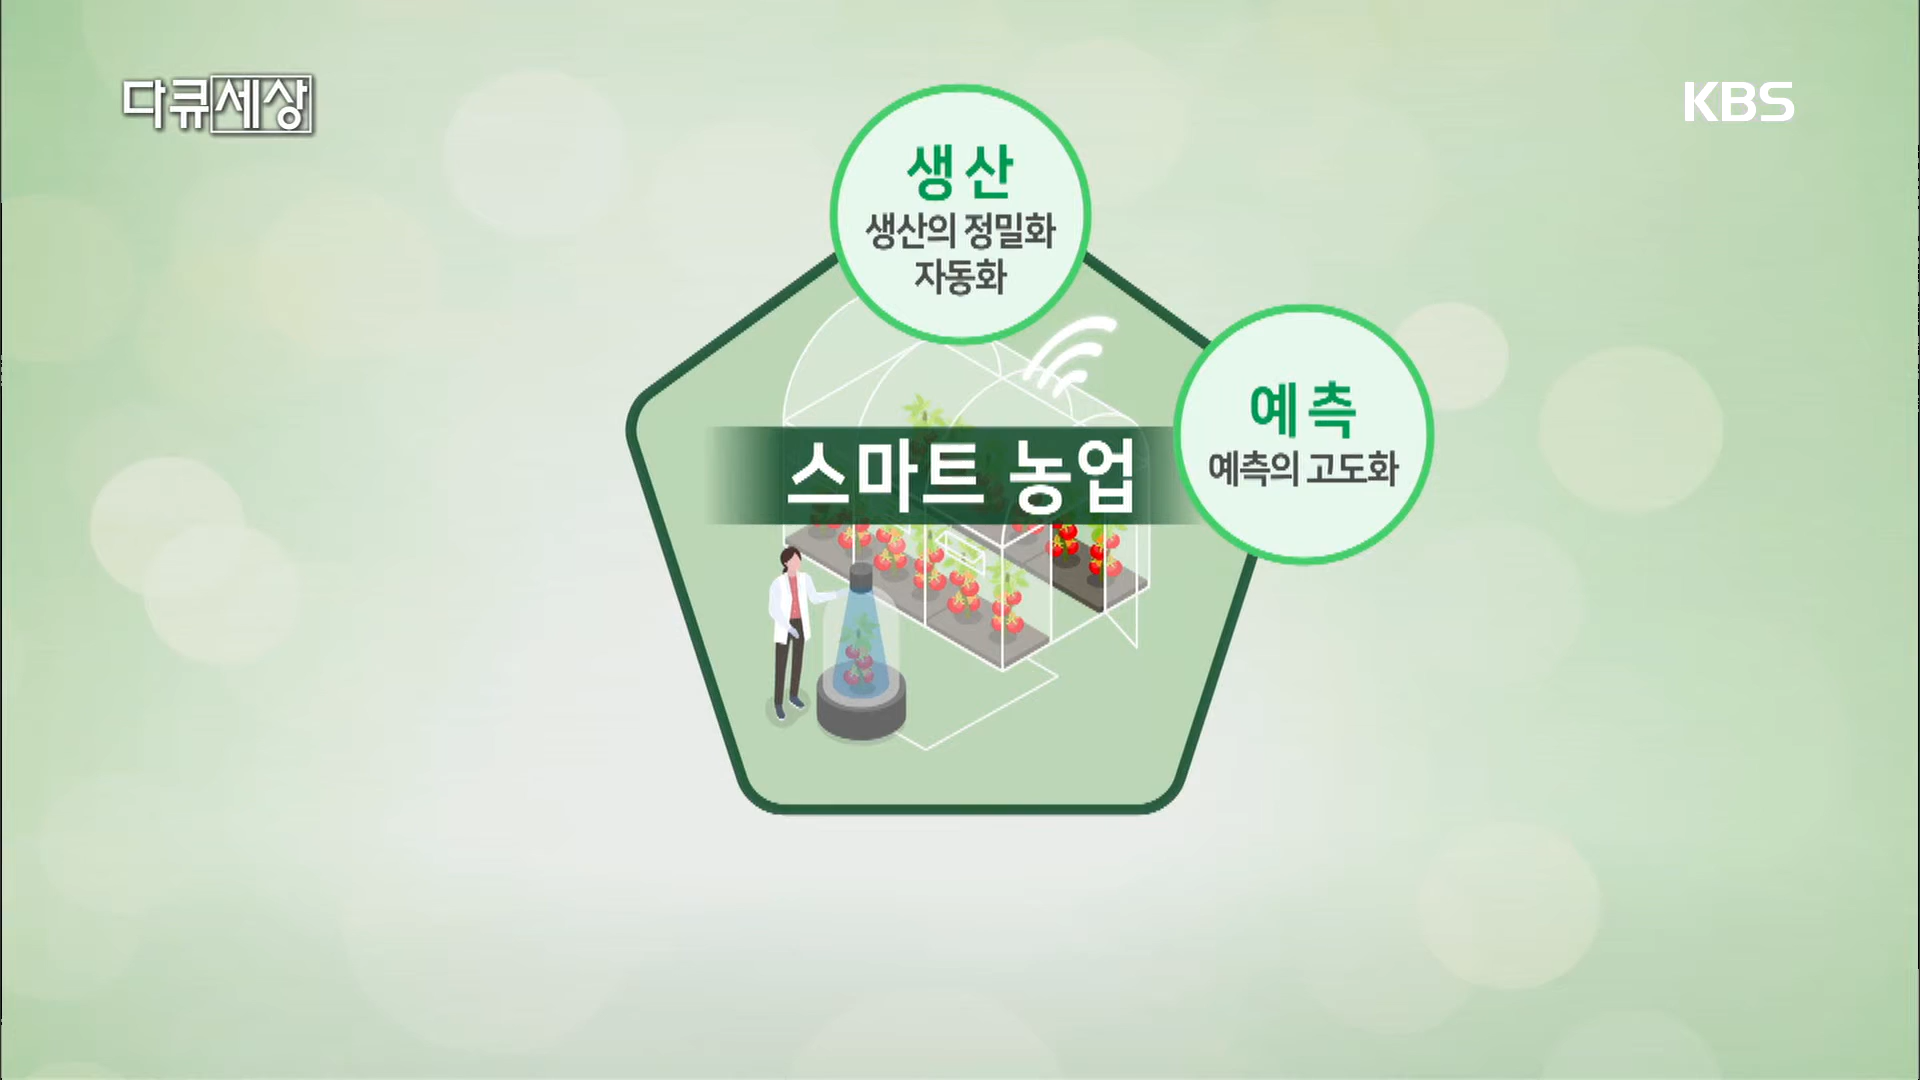 다큐세상
KBS
생산
생산의 정밀화
자동화
예측
예측의 고도화
스마트 농업